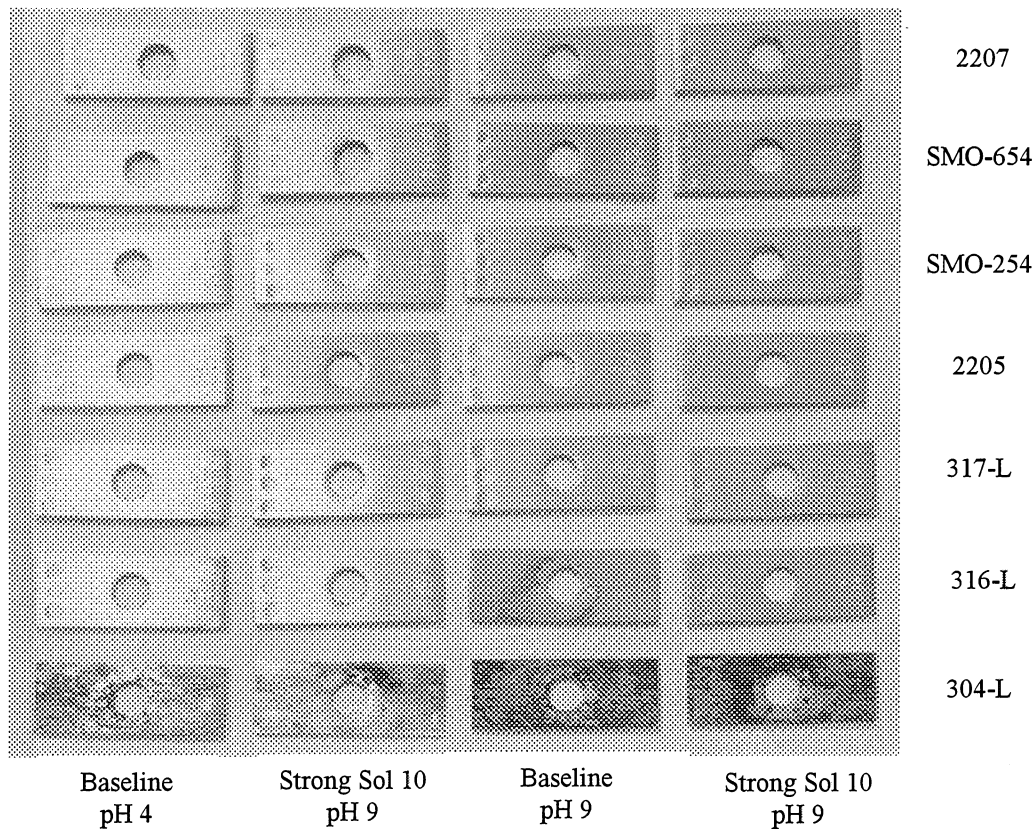 2207
SMO-654
SMO-254
2205
317-L
316-L
304-L
Baseline
pH 4
Strong Sol 10
pH 9
Baseline
pH 9
Strong Sol 10
pH 9